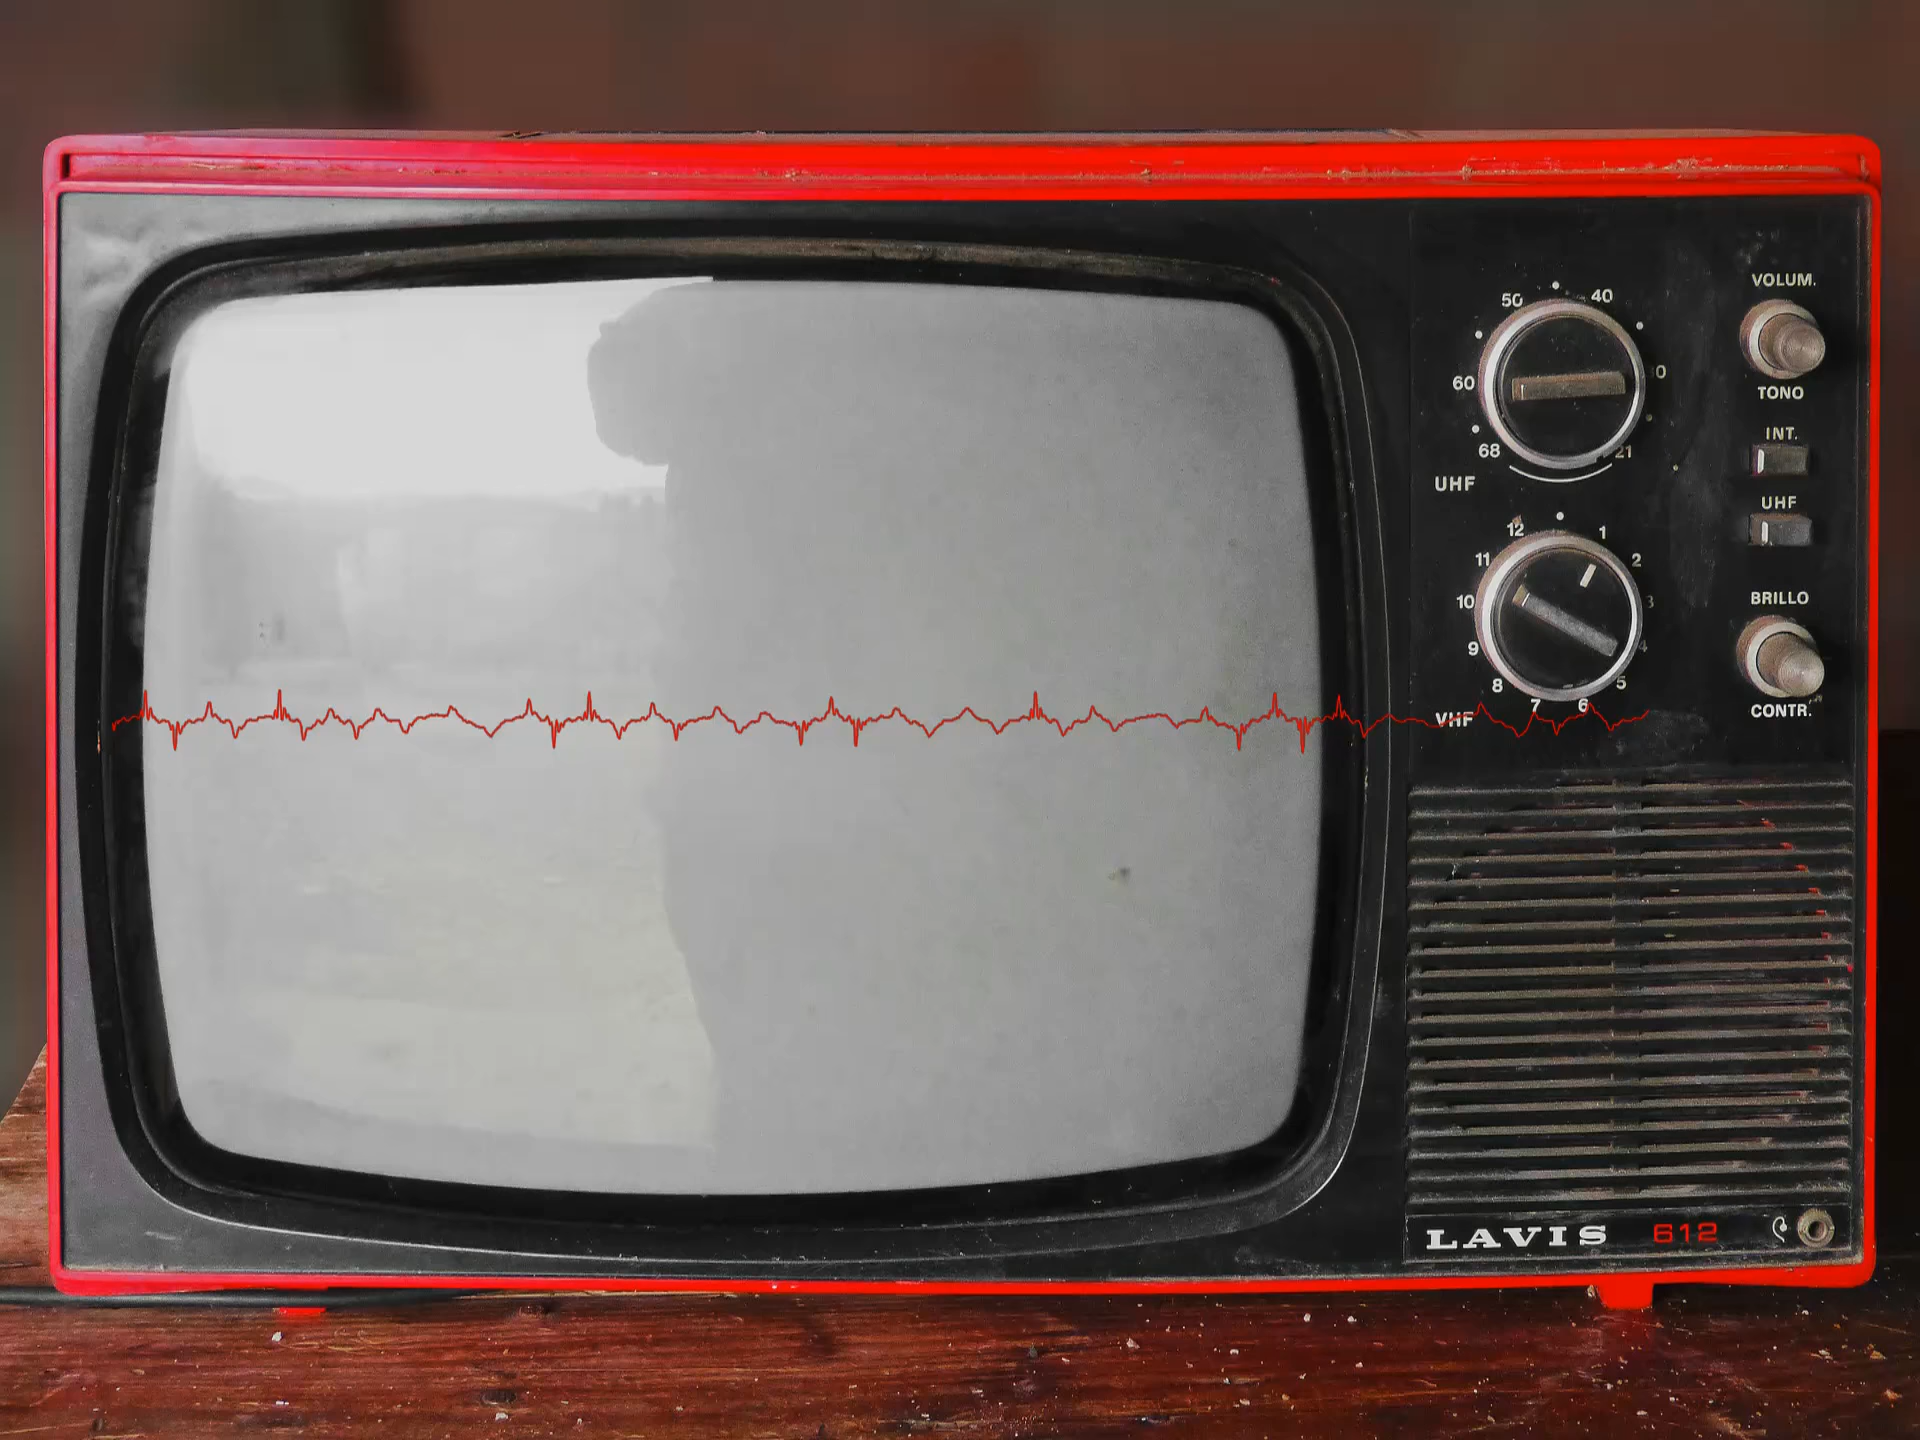 50 40
60
68 21
UHF
12 1
11 2
10 3
9 4
8 5
7 6
VHF
VOLUM.
TONO
INT.
UHF
BRILLO
CONTR.
LAVIS 612